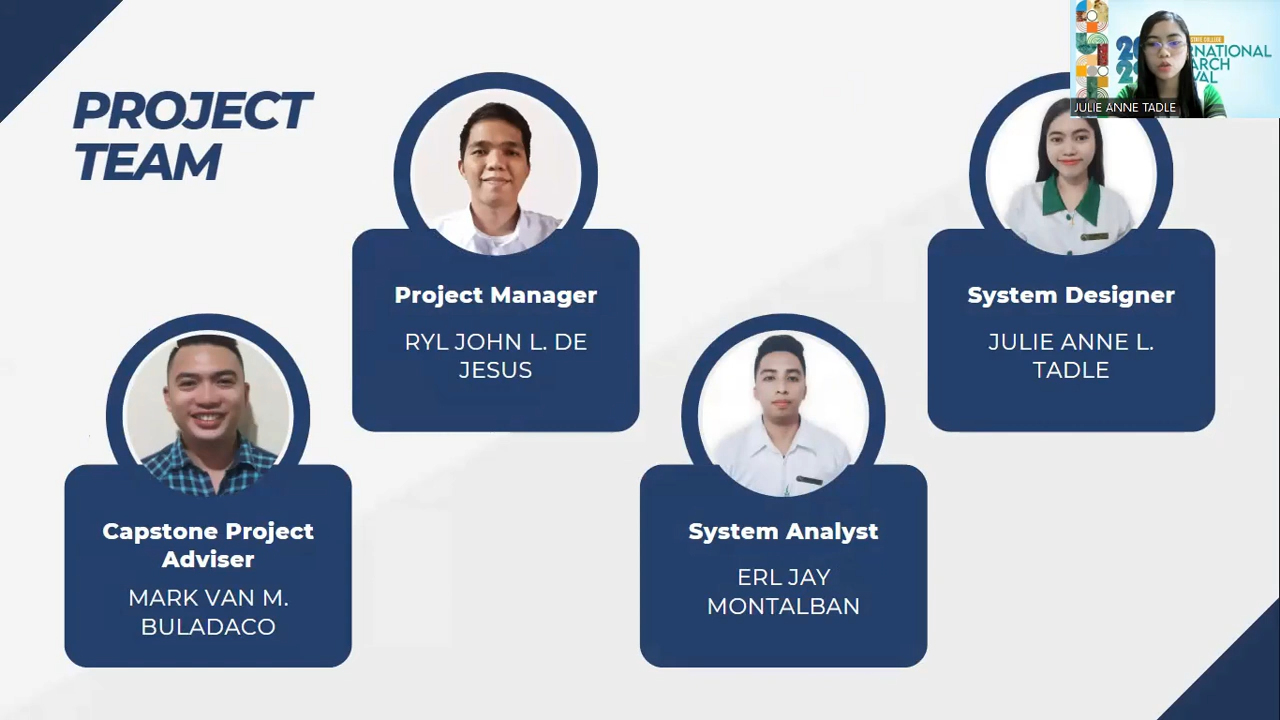 PROJECT
TEAM
Project Manager
RYL JOHN L. DE
JESUS
System Designer
JULIE ANNE L.
TADLE
Capstone Project
Adviser
MARK VAN M.
BULADACO
System Analyst
ERL JAY
MONTALBAN
JULIE ANNE TADLE